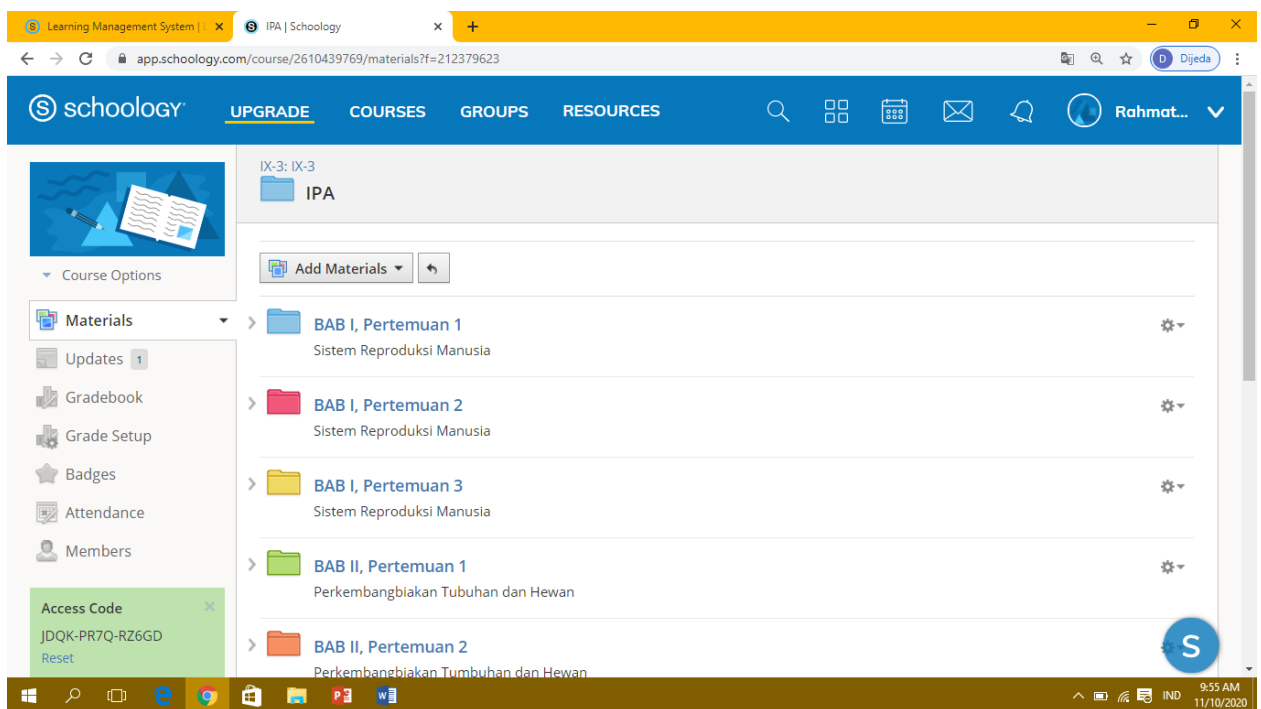 Learning Management System | L
IPA | Schoology
app.schoology.com/course/2610439769/materials?f=212379623
D Dijeda
S schoology
UPGRADE
COURSES
GROUPS
RESOURCES
Rahmat...
Course Options
Materials
Updates 1
Gradebook
Grade Setup
Badges
Attendance
Members
Access Code
JDQK-PR7Q-RZ6GD
Reset
IX-3: IX-3
IPA
Add Materials
BAB I, Pertemuan 1
Sistem Reproduksi Manusia
BAB I, Pertemuan 2
Sistem Reproduksi Manusia
BAB I, Pertemuan 3
Sistem Reproduksi Manusia
BAB II, Pertemuan 1
Perkembangbiakan Tubuhan dan Hewan
BAB II, Pertemuan 2
Perkembangbiakan Tumbuhan dan Hewan
S
IND
9:55 AM
11/10/2020